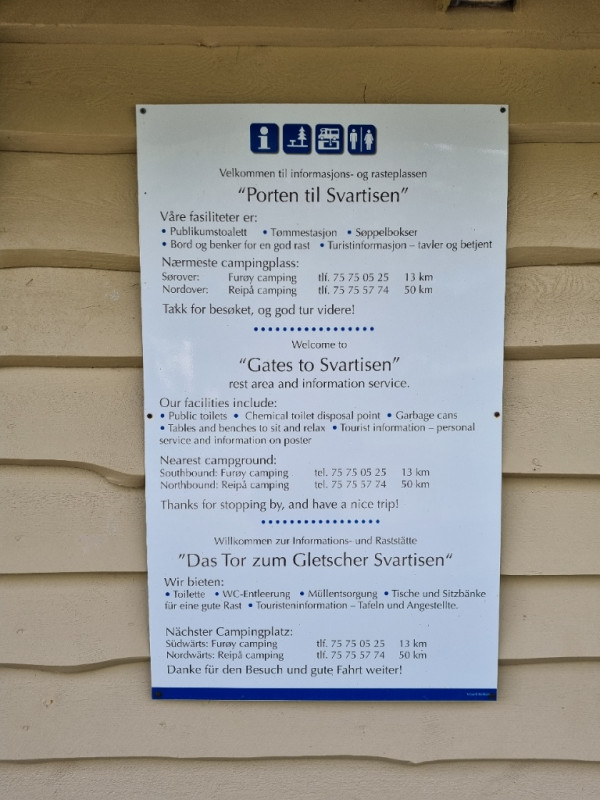 Velkommen til informasjons- og rasteplassen
"Porten til Svartisen"
Våre fasiliteter er:
• Publikumstoalett • Tømmestasjon • Søppelbokser
• Bord og benker for en god rast • Turistinformasjon – tavler og betjent
Nærmeste campingplass:
Sørover: Furøy camping tlf. 75 75 05 25 13 km
Nordover: Reipå camping tlf. 75 75 57 74 50 km
Takk for besøket, og god tur videre!
Welcome to
"Gates to Svartisen"
rest area and information service.
Our facilities include:
• Public toilets • Chemical toilet disposal point • Garbage cans
• Tables and benches to sit and relax • Tourist information – personal
service and information on poster
Nearest campground:
Southbound: Furøy camping tel. 75 75 05 25 13 km
Northbound: Reipå camping tel. 75 75 57 74 50 km
Thanks for stopping by, and have a nice trip!
Willkommen zur Informations- und Raststätte
"Das Tor zum Gletscher Svartisen"
Wir bieten:
• Toilette • WC-Entleerung • Müllentsorgung • Tische und Sitzbänke
für eine gute Rast • Touristeninformation – Tafeln und Angestellte.
Nächster Campingplatz:
Südwärts: Furøy camping tlf. 75 75 05 25 13 km
Nordwärts: Reipå camping tlf. 75 75 57 74 50 km
Danke für den Besuch und gute Fahrt weiter!